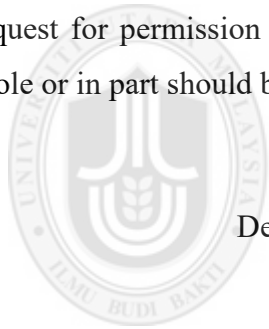 quest for permission
ole or in part should b
De
UNIVERSITI UTARA MALAYSIA
ILMU BUDI BAKTI